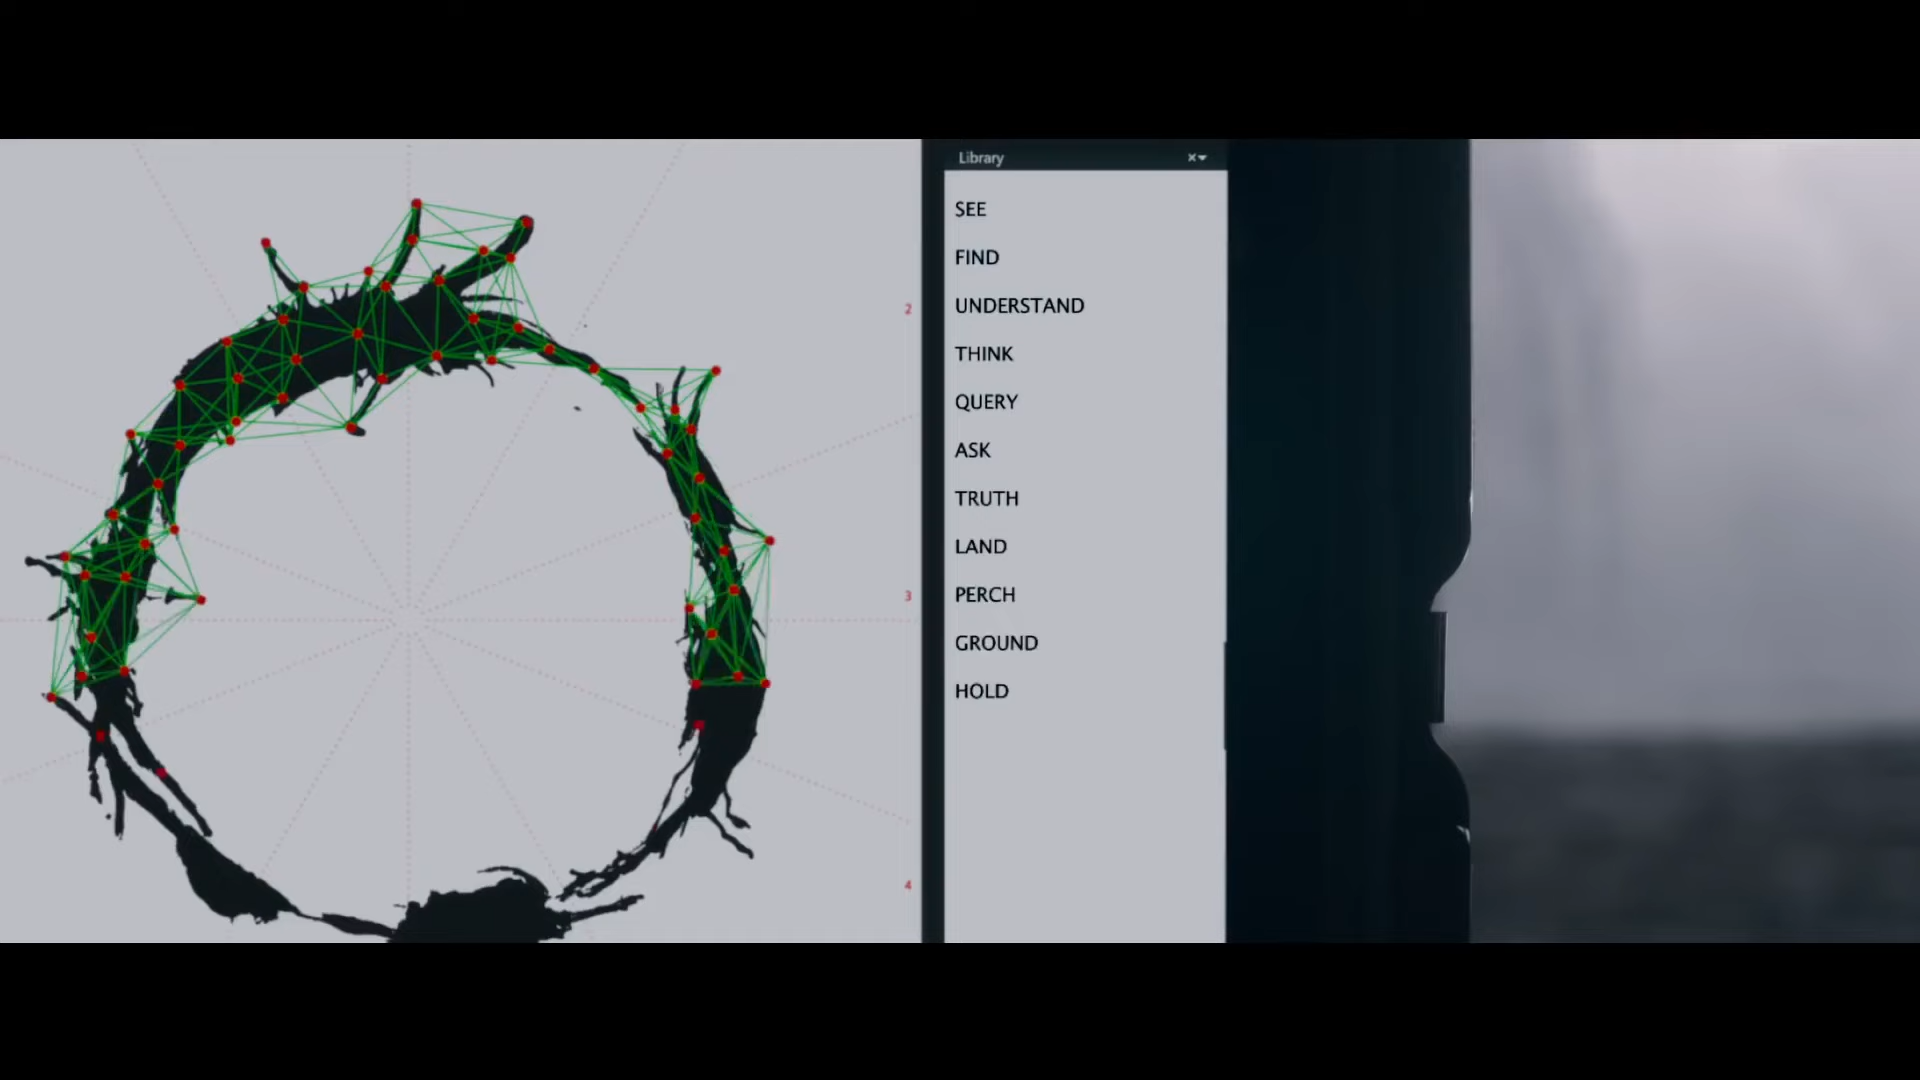 Library
SEE
FIND
UNDERSTAND
THINK
QUERY
ASK
TRUTH
LAND
PERCH
GROUND
HOLD
2
3
4